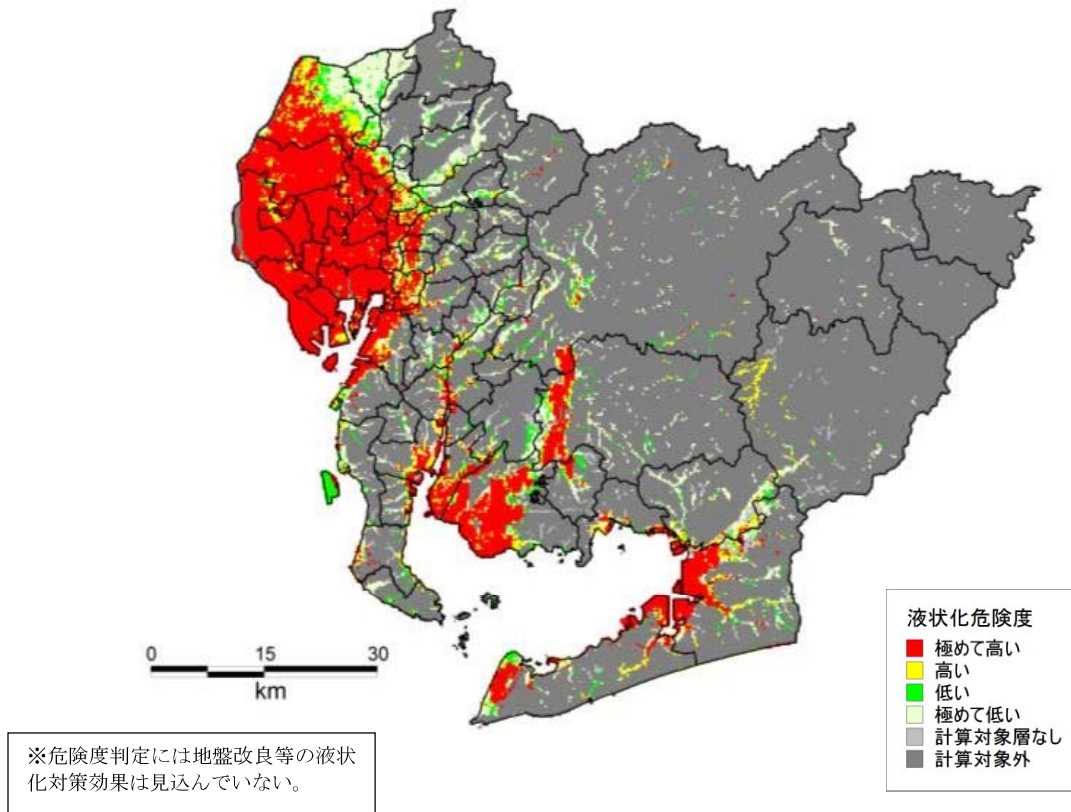 0 15 30
km
※危険度判定には地盤改良等の液状
化対策効果は見込んでいない。
液状化危険度
極めて高い
高い
低い
極めて低い
計算対象層なし
計算対象外